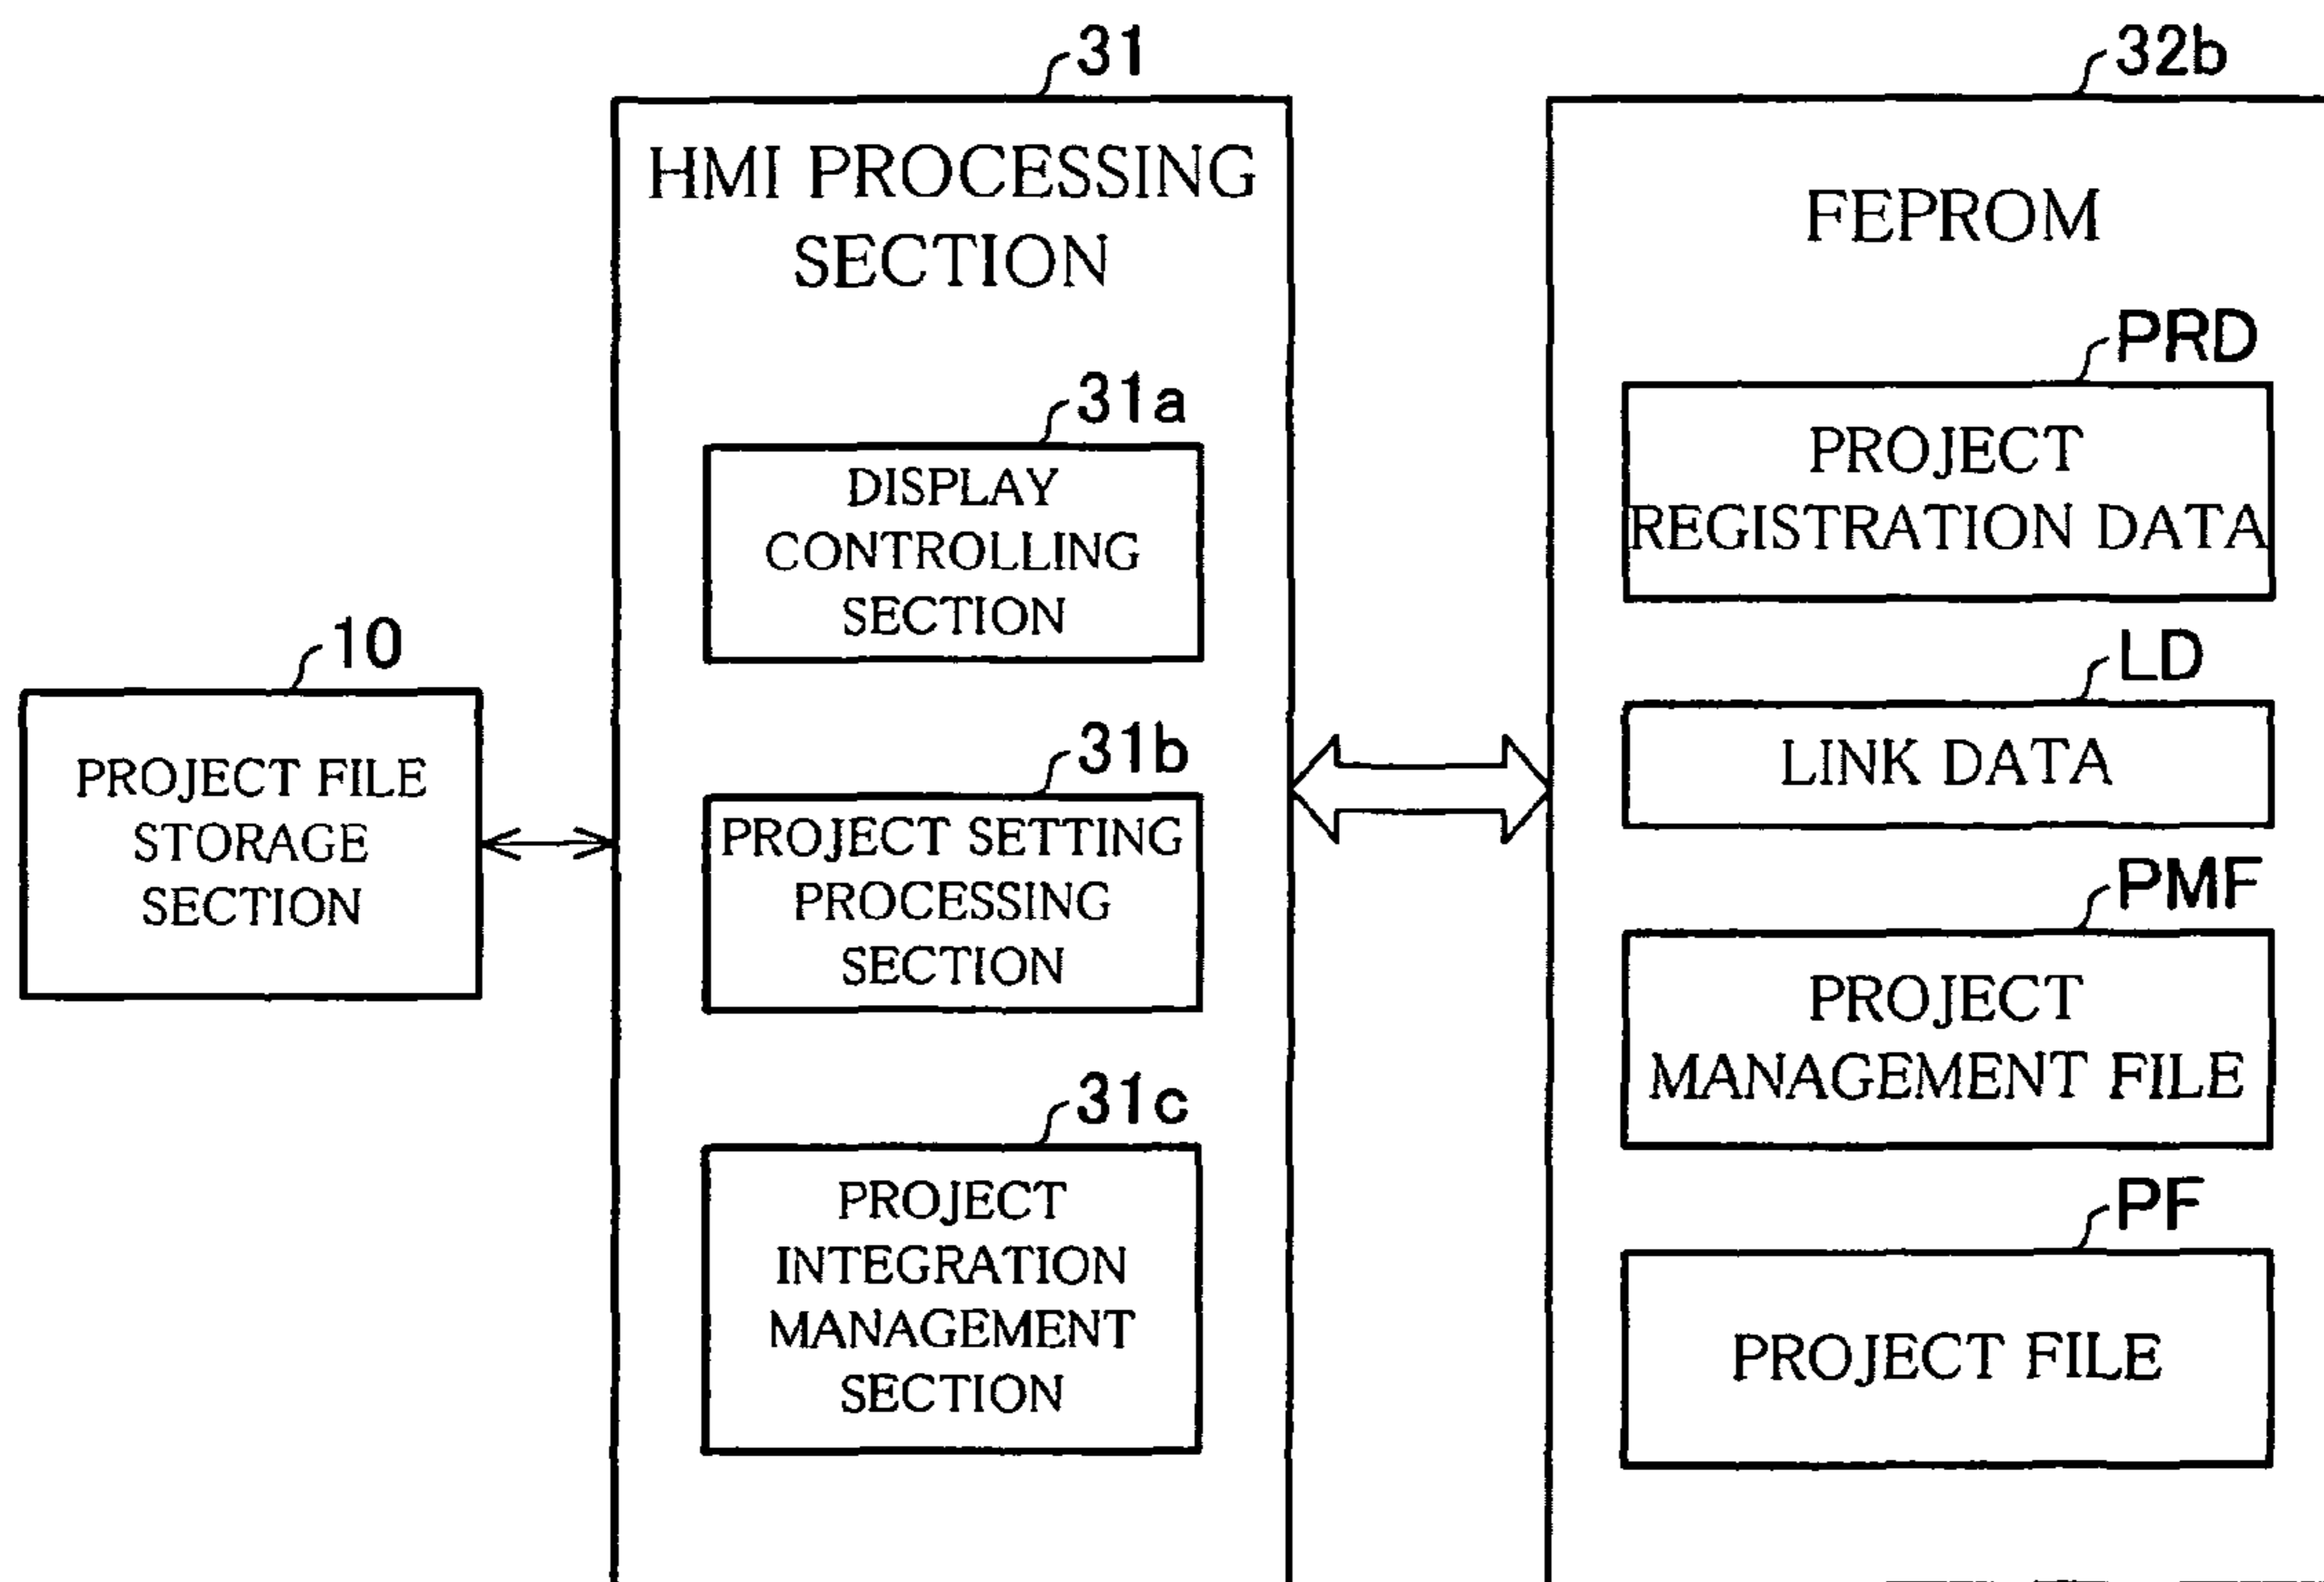 31
32b
HMI PROCESSING
SECTION
FEPROM
PRD
PROJECT
REGISTRATION DATA
31a
DISPLAY
CONTROLLING
SECTION
10
PROJECT FILE
STORAGE
SECTION
LD
LINK DATA
31b
PROJECT SETTING
PROCESSING
SECTION
PMF
PROJECT
MANAGEMENT FILE
31c
PROJECT
INTEGRATION
MANAGEMENT
SECTION
PF
PROJECT FILE